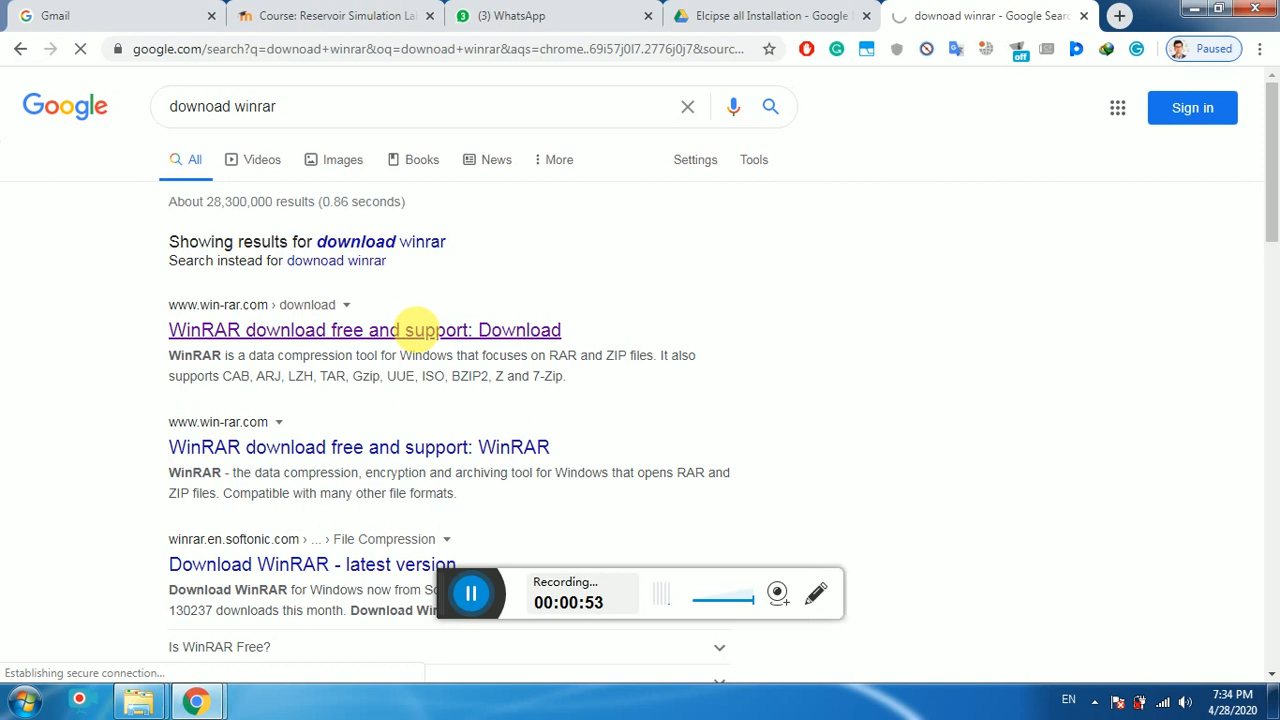 Gmail
Course: Reservoir Simulation La
(3) WhatsApp
Elcipse all Installation - Google
downoad winrar - Google Searc
google.com/search?q=downoad+winrar&oq=downoad+winrar&aqs=chrome..69i57j0l7.2776j0j7&sourc...
off
Paused
Google
downoad winrar
Sign in
All
Videos
Images
Books
News
More
Settings
Tools
About 28,300,000 results (0.86 seconds)
Showing results for download winrar
Search instead for downoad winrar
www.win-rar.com › download
WinRAR download free and support: Download
WinRAR is a data compression tool for Windows that focuses on RAR and ZIP files. It also
supports CAB, ARJ, LZH, TAR, Gzip, UUE, ISO, BZIP2, Z and 7-Zip.
www.win-rar.com
WinRAR download free and support: WinRAR
WinRAR - the data compression, encryption and archiving tool for Windows that opens RAR and
ZIP files. Compatible with many other file formats.
winrar.en.softonic.com › ... › File Compression
Download WinRAR - latest version
Download WinRAR for Windows now from So
130237 downloads this month. Download Win
Recording...
00:00:53
Is WinRAR Free?
Establishing secure connection...
EN
7:34 PM
4/28/2020